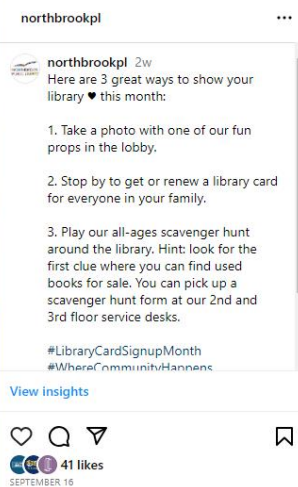 northbrookpl
northbrookpl 2w
Here are 3 great ways to show your
library ♥ this month:
1. Take a photo with one of our fun
props in the lobby.
2. Stop by to get or renew a library card
for everyone in your family.
3. Play our all-ages scavenger hunt
around the library. Hint: look for the
first clue where you can find used
books for sale. You can pick up a
scavenger hunt form at our 2nd and
3rd floor service desks.
#LibraryCardSignupMonth
#WhereCommunityHappens
View insights
41 likes
SEPTEMBER 16